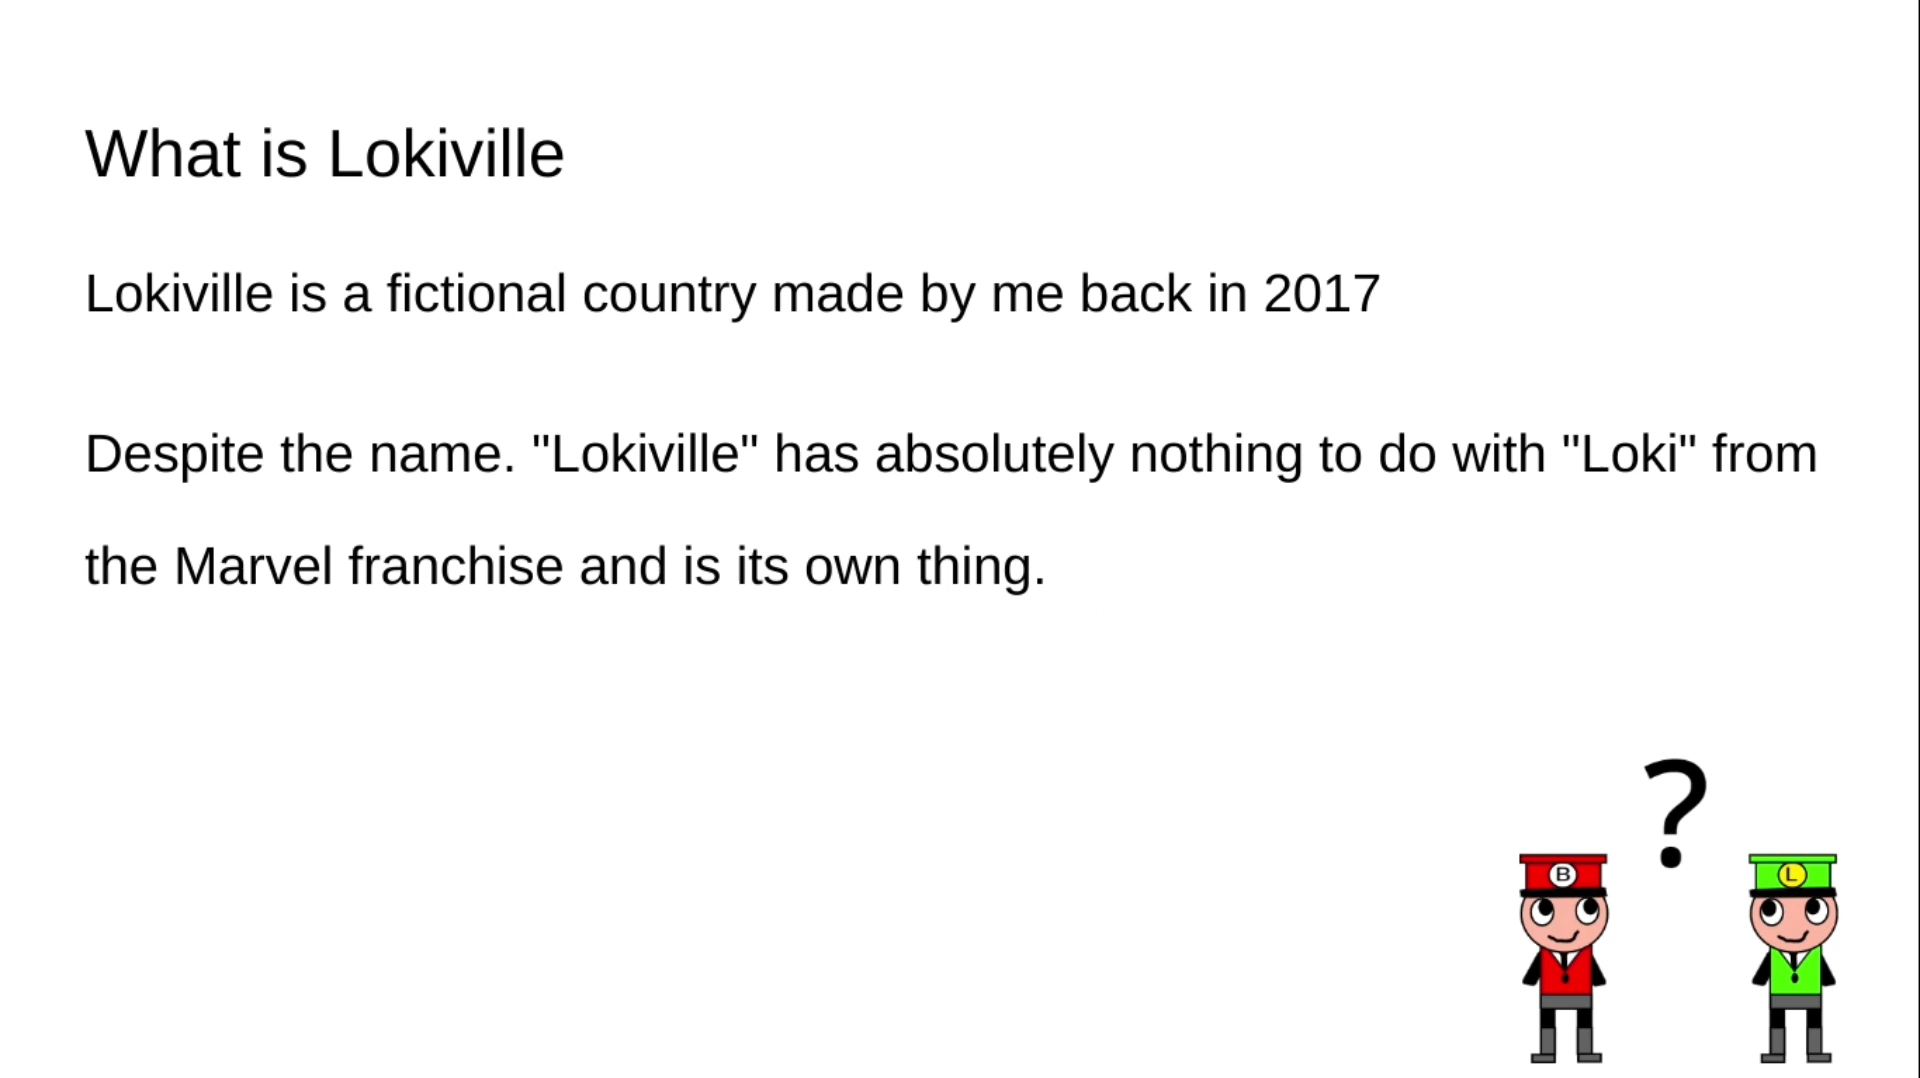 What is Lokiville
Lokiville is a fictional country made by me back in 2017
Despite the name. "Lokiville" has absolutely nothing to do with "Loki" from
the Marvel franchise and is its own thing.
?
B
L